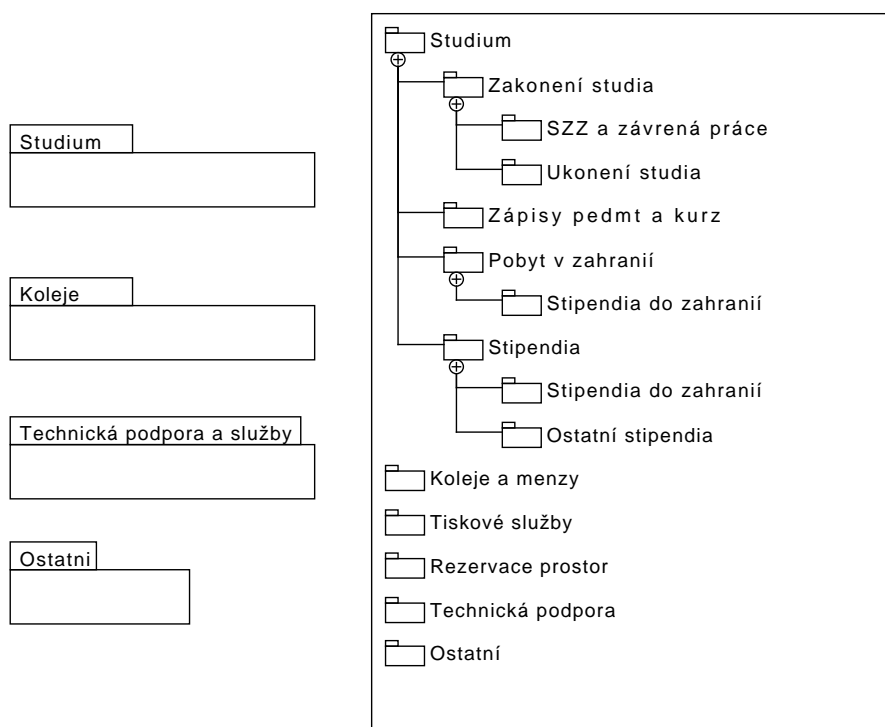 Studium
Koleje
Technická podpora a služby
Ostatni
Studium
Zakonení studia
SZZ a závrená práce
Ukonení studia
Zápisy pedmt a kurz
Pobyt v zahranií
Stipendia do zahranií
Stipendia
Stipendia do zahranií
Ostatní stipendia
Koleje a menzy
Tiskové služby
Rezervace prostor
Technická podpora
Ostatní